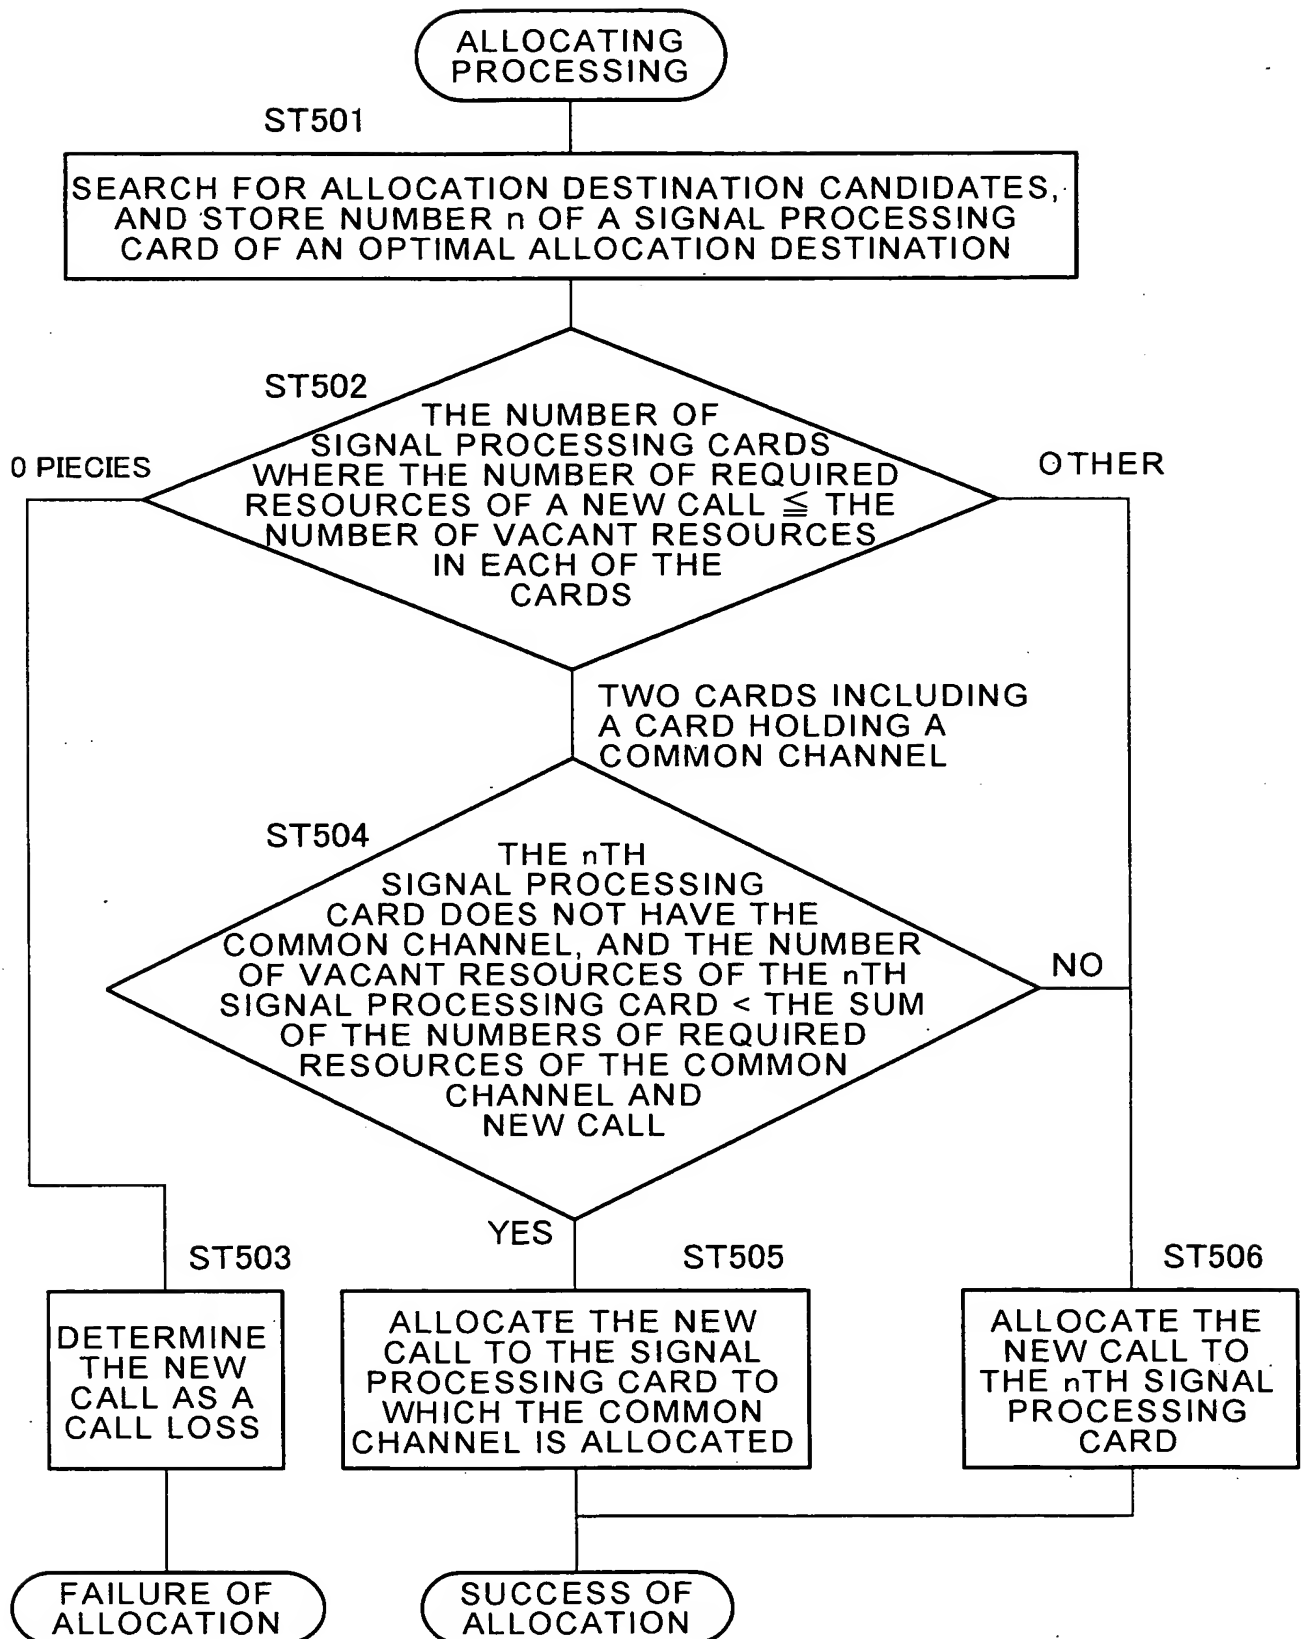 ALLOCATING
PROCESSING
ST501
SEARCH FOR ALLOCATION DESTINATION CANDIDATES,
AND STORE NUMBER n OF A SIGNAL PROCESSING
CARD OF AN OPTIMAL ALLOCATION DESTINATION
ST502
THE NUMBER OF
SIGNAL PROCESSING CARDS
WHERE THE NUMBER OF REQUIRED
RESOURCES OF A NEW CALL ≦ THE
NUMBER OF VACANT RESOURCES
IN EACH OF THE
CARDS
0 PIECIES
OTHER
TWO CARDS INCLUDING
A CARD HOLDING A
COMMON CHANNEL
ST504
THE nTH
SIGNAL PROCESSING
CARD DOES NOT HAVE THE
COMMON CHANNEL, AND THE NUMBER
OF VACANT RESOURCES OF THE nTH
SIGNAL PROCESSING CARD < THE SUM
OF THE NUMBERS OF REQUIRED
RESOURCES OF THE COMMON
CHANNEL AND
NEW CALL
NO
YES
ST503
DETERMINE
THE NEW
CALL AS A
CALL LOSS
ST505
ALLOCATE THE NEW
CALL TO THE SIGNAL
PROCESSING CARD TO
WHICH THE COMMON
CHANNEL IS ALLOCATED
ST506
ALLOCATE THE
NEW CALL TO
THE nTH SIGNAL
PROCESSING
CARD
FAILURE OF
ALLOCATION
SUCCESS OF
ALLOCATION